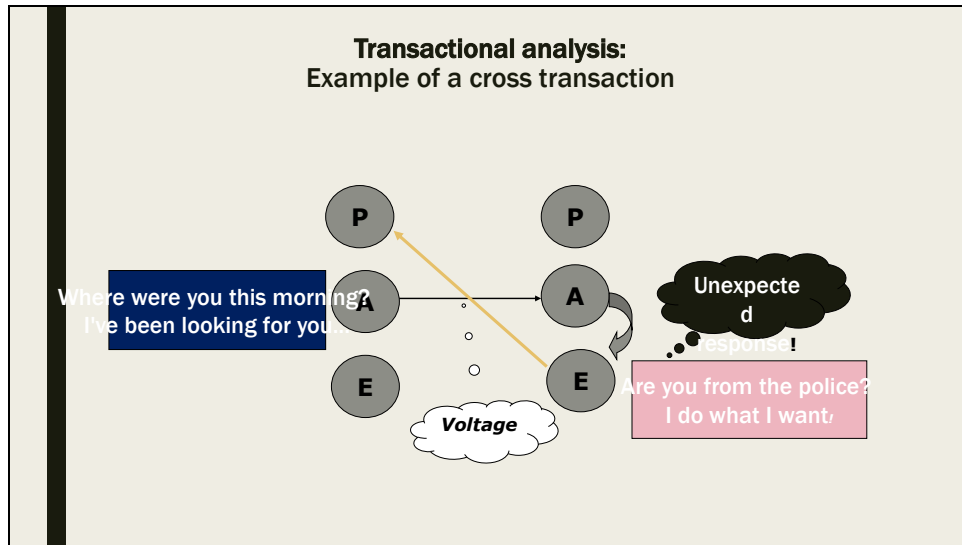 Transactional analysis:
Example of a cross transaction
P
P
Where were you this morning?
I've been looking for you...
A
A
Unexpecte
d
response!
E
E
Are you from the police?
I do what I want!
Voltage